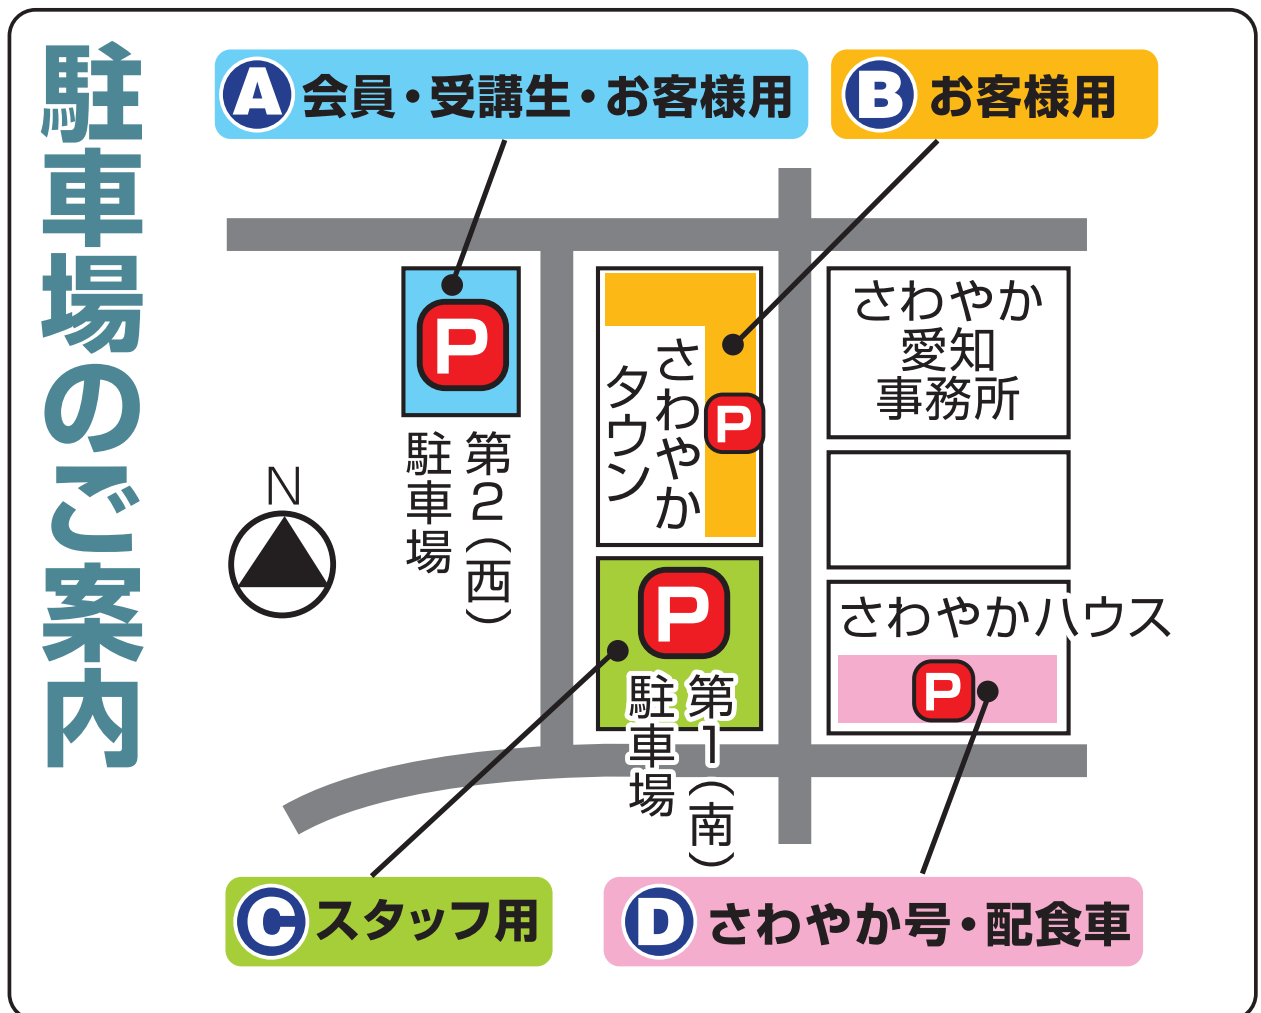 駐車場のご案内
A 会員・受講生・お客様用
B お客様用
P
第2（西）
駐車場
N
さわやか
タウン
P
さわやか
愛知
事務所
P
第1（南）
駐車場
さわやかハウス
P
C スタッフ用
D さわやか号・配食車